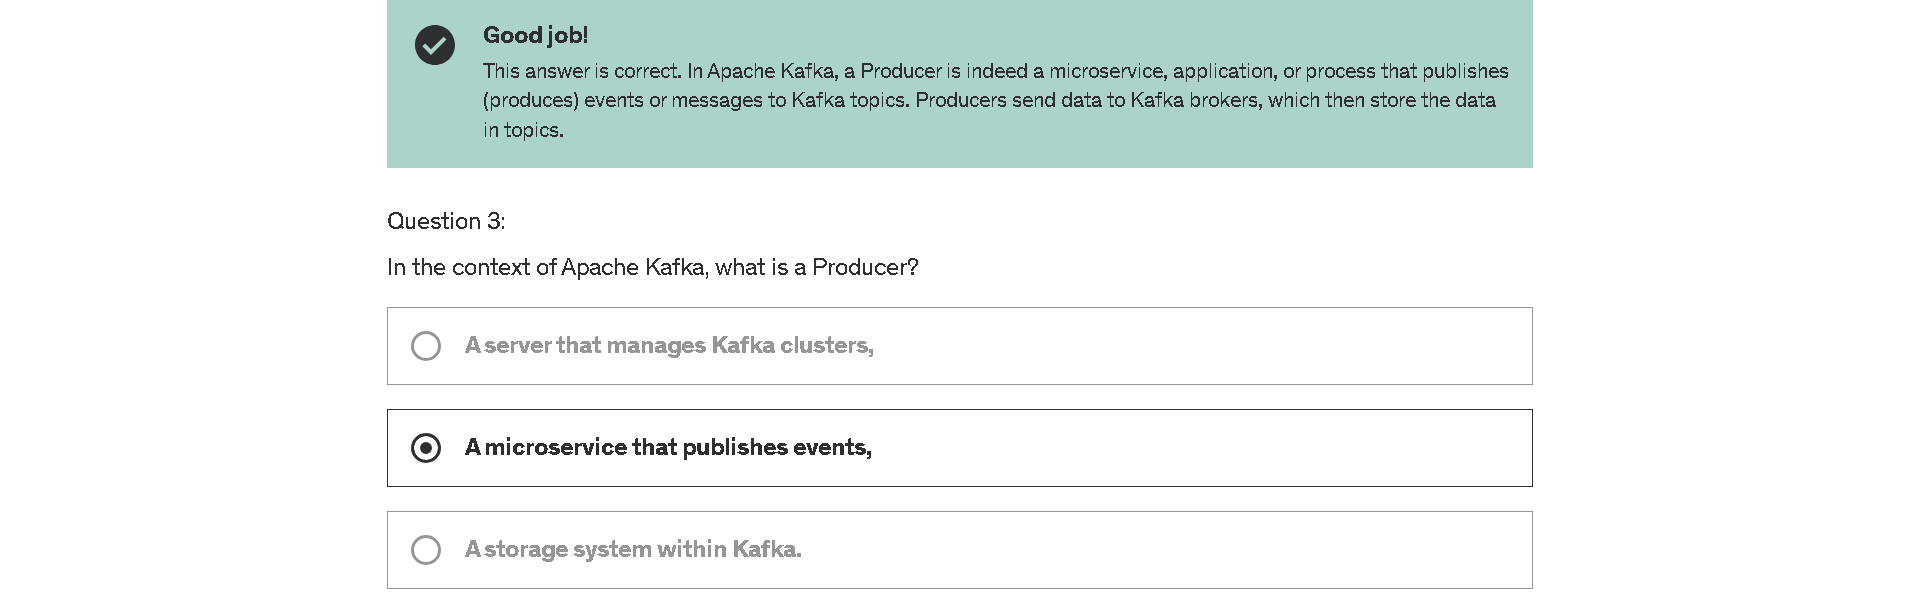 Good job!
This answer is correct. In Apache Kafka, a Producer is indeed a microservice, application, or process that publishes
(produces) events or messages to Kafka topics. Producers send data to Kafka brokers, which then store the data
in topics.
Question 3:
In the context of Apache Kafka, what is a Producer?
A server that manages Kafka clusters,
A microservice that publishes events,
A storage system within Kafka.